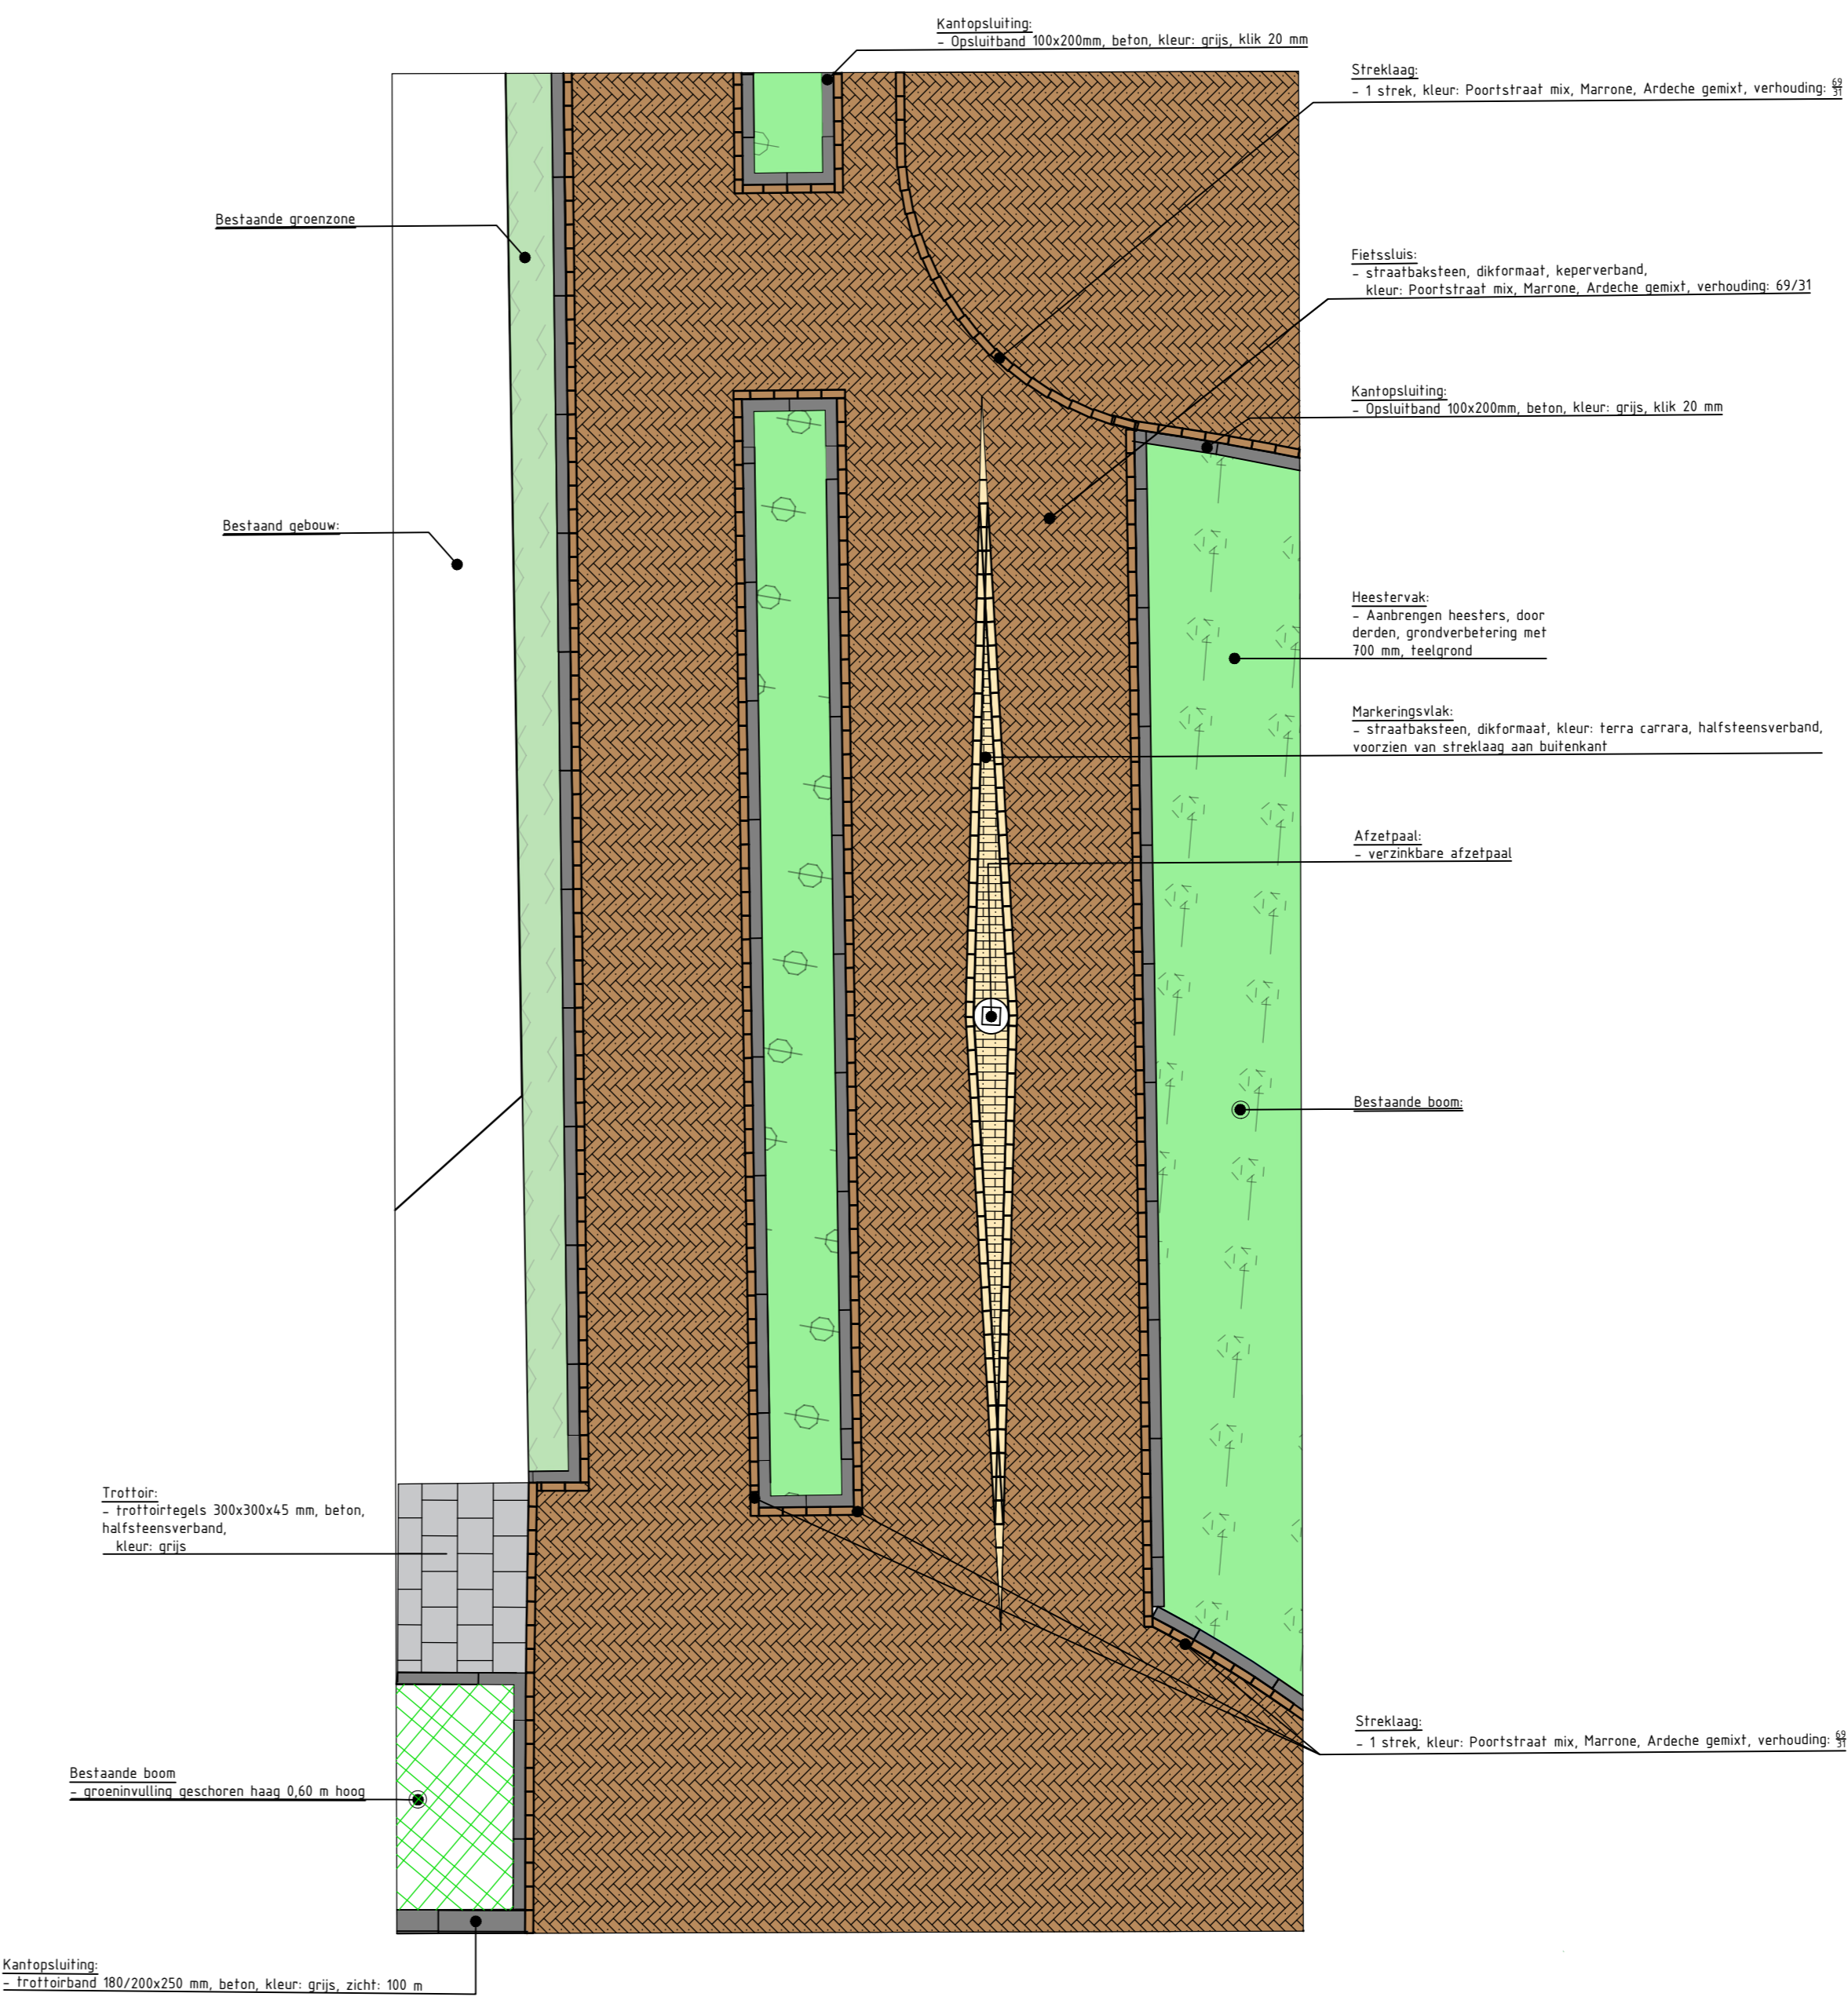 Kantopsluiting:
- Opsluitband 100x200mm, beton, kleur: grijs, klik 20 mm
Streklaag:
- 1 strek, kleur: Poortstraat mix, Marrone, Ardeche gemixt, verhouding: 69/31
Bestaande groenzone
Fietssluis:
- straatbaksteen, dikformaat, keperverband,
kleur: Poortstraat mix, Marrone, Ardeche gemixt, verhouding: 69/31
Kantopsluiting:
- Opsluitband 100x200mm, beton, kleur: grijs, klik 20 mm
Bestaand gebouw:
Heestervak:
- Aanbrengen heesters, door
derden, grondverbetering met
700 mm, teelgrond
Markeringsvlak:
- straatbaksteen, dikformaat, kleur: terra carrara, halfsteensverband,
voorzien van streklaag aan buitenkant
Afzetpaal:
- verzinkbare afzetpaal
Bestaande boom:
Trottoir:
- trottoirtegels 300x300x45 mm, beton,
halfsteensverband,
kleur: grijs
Streklaag:
- 1 strek, kleur: Poortstraat mix, Marrone, Ardeche gemixt, verhouding: 69/31
Bestaande boom
- groeninvulling geschoren haag 0,60 m hoog
Kantopsluiting:
- trottoirband 180/200x250 mm, beton, kleur: grijs, zicht: 100 m